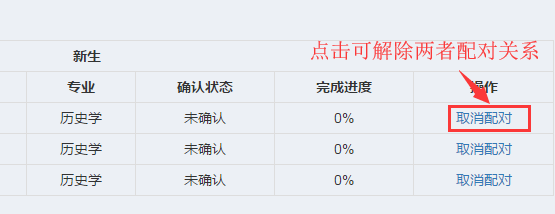 新生
点击可解除两者配对关系
专业 确认状态 完成进度 操作
历史学 未确认 0% 取消配对
历史学 未确认 0% 取消配对
历史学 未确认 0% 取消配对